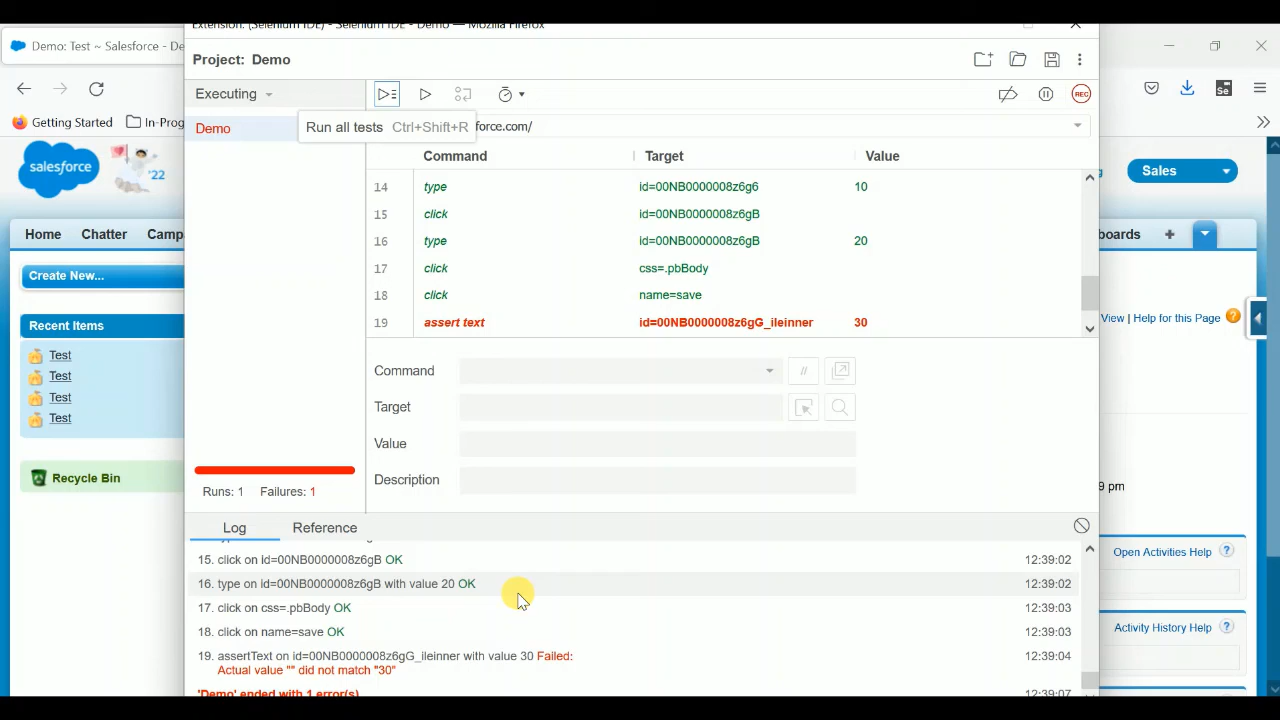 Extension: (Selenium IDE) - Selenium IDE - Demo — Mozilla Firefox
Demo: Test ~ Salesforce - De
Project: Demo
Executing
Getting Started
In-Prog
Demo
Run all tests Ctrl+Shift+R
force.com/
Command Target Value
salesforce
'22
Sales
14 type id=00NB0000008z6g6 10
15 click id=00NB0000008z6gB
16 type id=00NB0000008z6gB 20
17 click css=.pbBody
18 click name=save
19 assert text id=00NB0000008z6gG_ileinner 30
Home Chatter Camp
boards +
Create New...
Recent Items
Test
Test
Test
Test
Recycle Bin
View | Help for this Page ?
Command //
Target
Value
Description
9 pm
Runs: 1 Failures: 1
Log Reference
Open Activities Help ?
Activity History Help ?
15. click on id=00NB0000008z6gB OK 12:39:02
16. type on id=00NB0000008z6gB with value 20 OK 12:39:02
17. click on css=.pbBody OK 12:39:03
18. click on name=save OK 12:39:03
19. assertText on id=00NB0000008z6gG_ileinner with value 30 Failed: 12:39:04
Actual value "" did not match "30"
'Demo' ended with 1 error(s) 12:39:07
REC
Se